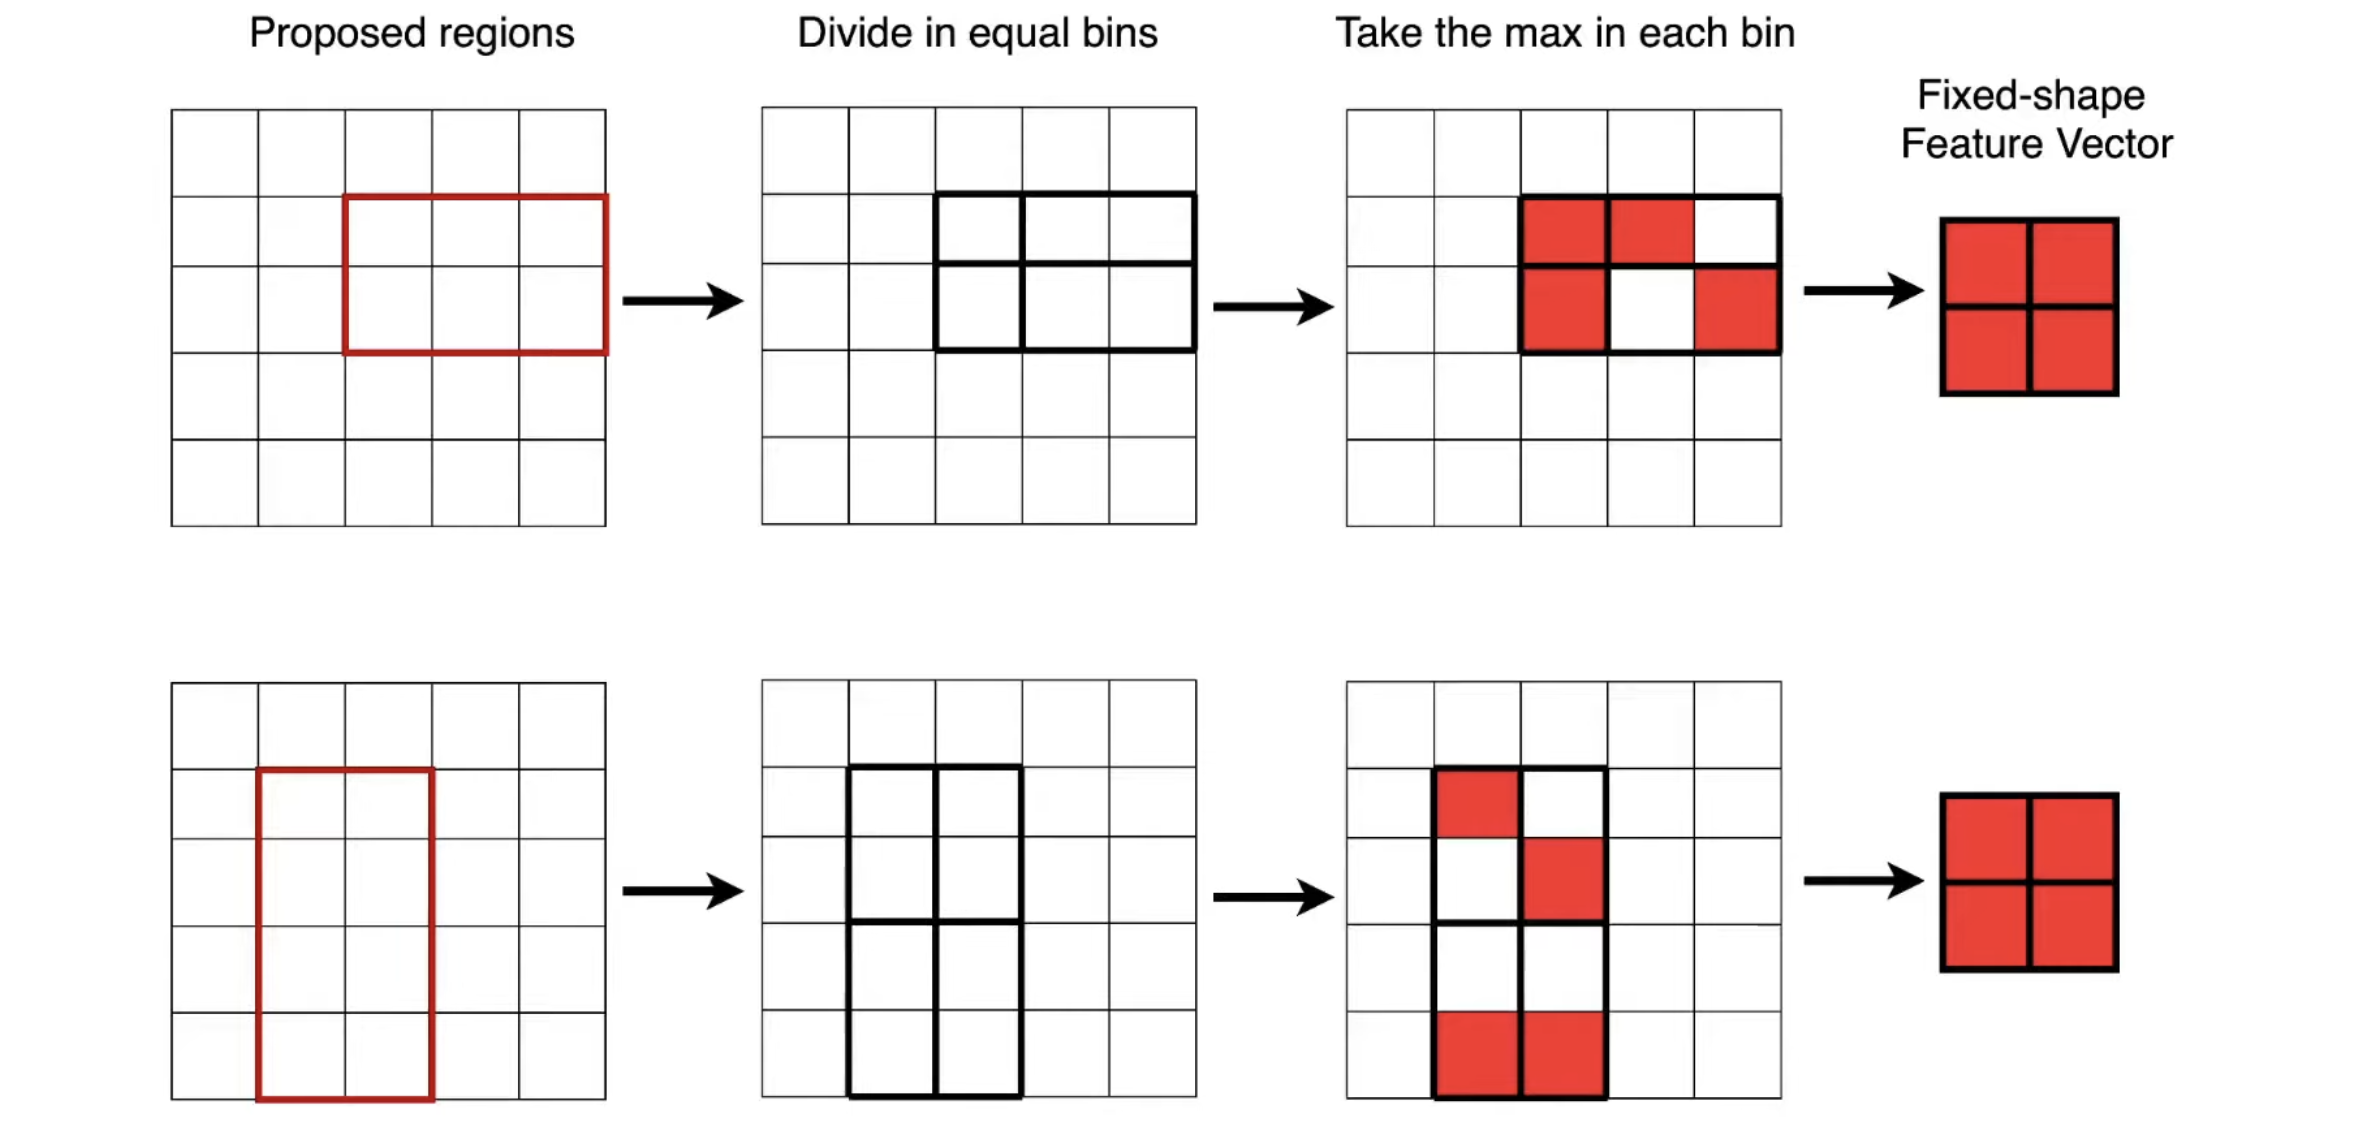 Proposed regions
Divide in equal bins
Take the max in each bin
Fixed-shape
Feature Vector